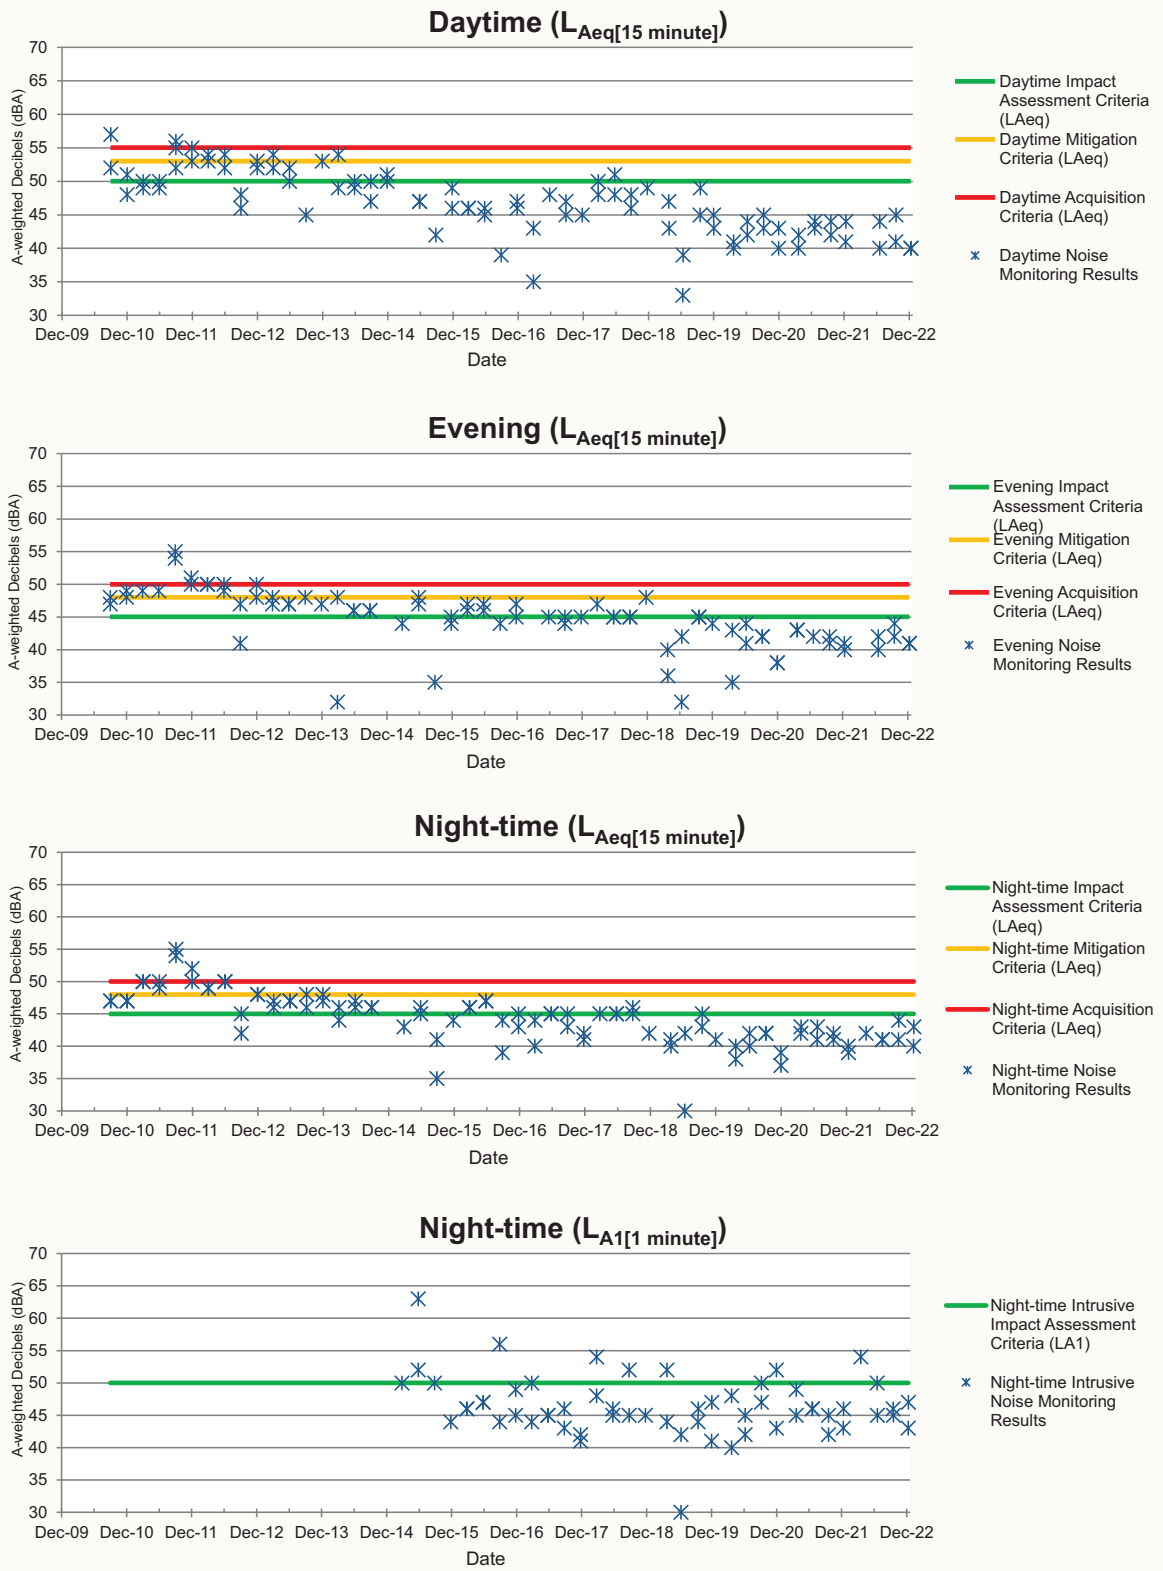 Daytime (LAeq[15 minute])
A-weighted Decibels (dBA)
70
65
60
55
50
45
40
35
30
Dec-09 Dec-10 Dec-11 Dec-12 Dec-13 Dec-14 Dec-15 Dec-16 Dec-17 Dec-18 Dec-19 Dec-20 Dec-21 Dec-22
Date
Daytime Impact
Assessment Criteria
(LAeq)
Daytime Mitigation
Criteria (LAeq)
Daytime Acquisition
Criteria (LAeq)
Daytime Noise
Monitoring Results
Evening (LAeq[15 minute])
A-weighted Decibels (dBA)
70
65
60
55
50
45
40
35
30
Dec-09 Dec-10 Dec-11 Dec-12 Dec-13 Dec-14 Dec-15 Dec-16 Dec-17 Dec-18 Dec-19 Dec-20 Dec-21 Dec-22
Date
Evening Impact
Assessment Criteria
(LAeq)
Evening Mitigation
Criteria (LAeq)
Evening Acquisition
Criteria (LAeq)
Evening Noise
Monitoring Results
Night-time (LAeq[15 minute])
A-weighted Decibels (dBA)
70
65
60
55
50
45
40
35
30
Dec-09 Dec-10 Dec-11 Dec-12 Dec-13 Dec-14 Dec-15 Dec-16 Dec-17 Dec-18 Dec-19 Dec-20 Dec-21 Dec-22
Date
Night-time Impact
Assessment Criteria
(LAeq)
Night-time Mitigation
Criteria (LAeq)
Night-time Acquisition
Criteria (LAeq)
Night-time Noise
Monitoring Results
Night-time (LA1[1 minute])
A-weighted Decibels (dBA)
70
65
60
55
50
45
40
35
30
Dec-09 Dec-10 Dec-11 Dec-12 Dec-13 Dec-14 Dec-15 Dec-16 Dec-17 Dec-18 Dec-19 Dec-20 Dec-21 Dec-22
Date
Night-time Intrusive
Impact Assessment
Criteria (LA1)
Night-time Intrusive
Noise Monitoring
Results